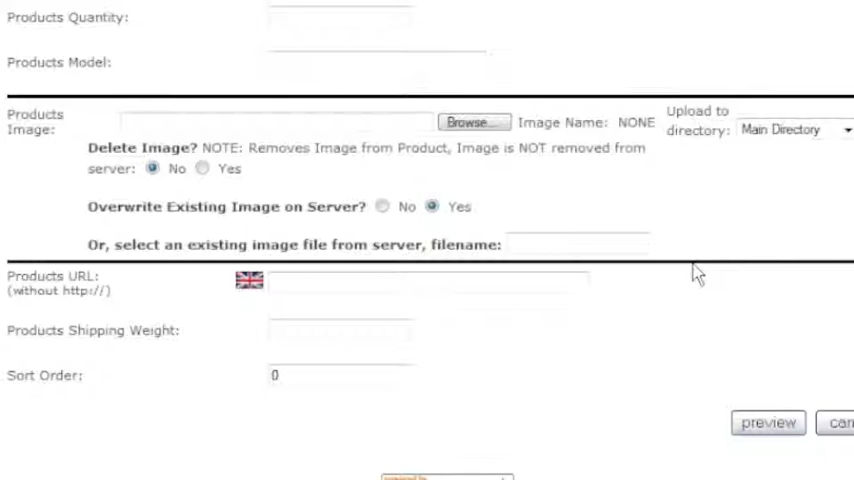 Products Quantity:
Products Model:
Products
Image:
Browse...
Image Name: NONE
Upload to
directory:
Main Directory
Delete Image? NOTE: Removes Image from Product, Image is NOT removed from
server: No Yes
Overwrite Existing Image on Server? No Yes
Or, select an existing image file from server, filename:
Products URL:
(without http://)
Products Shipping Weight:
Sort Order: 0
preview